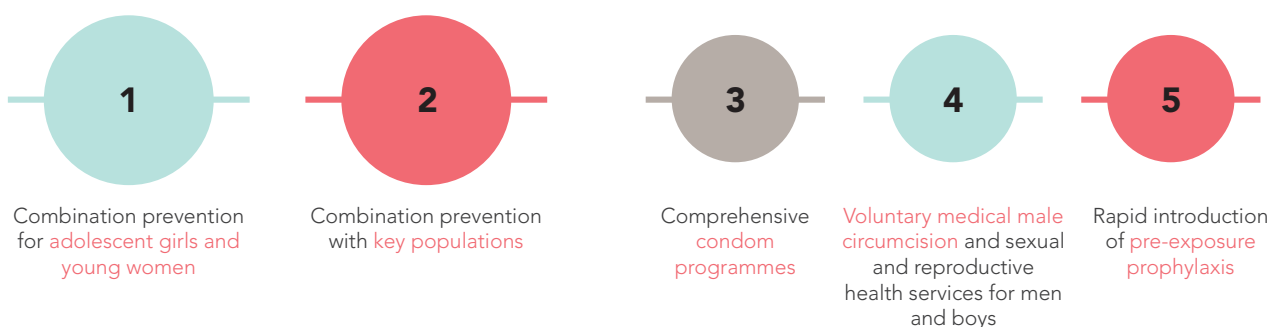 1
Combination prevention
for adolescent girls and
young women
2
Combination prevention
with key populations
3
Comprehensive
condom
programmes
4
Voluntary medical male
circumcision and sexual
and reproductive
health services for men
and boys
5
Rapid introduction
of pre-exposure
prophylaxis